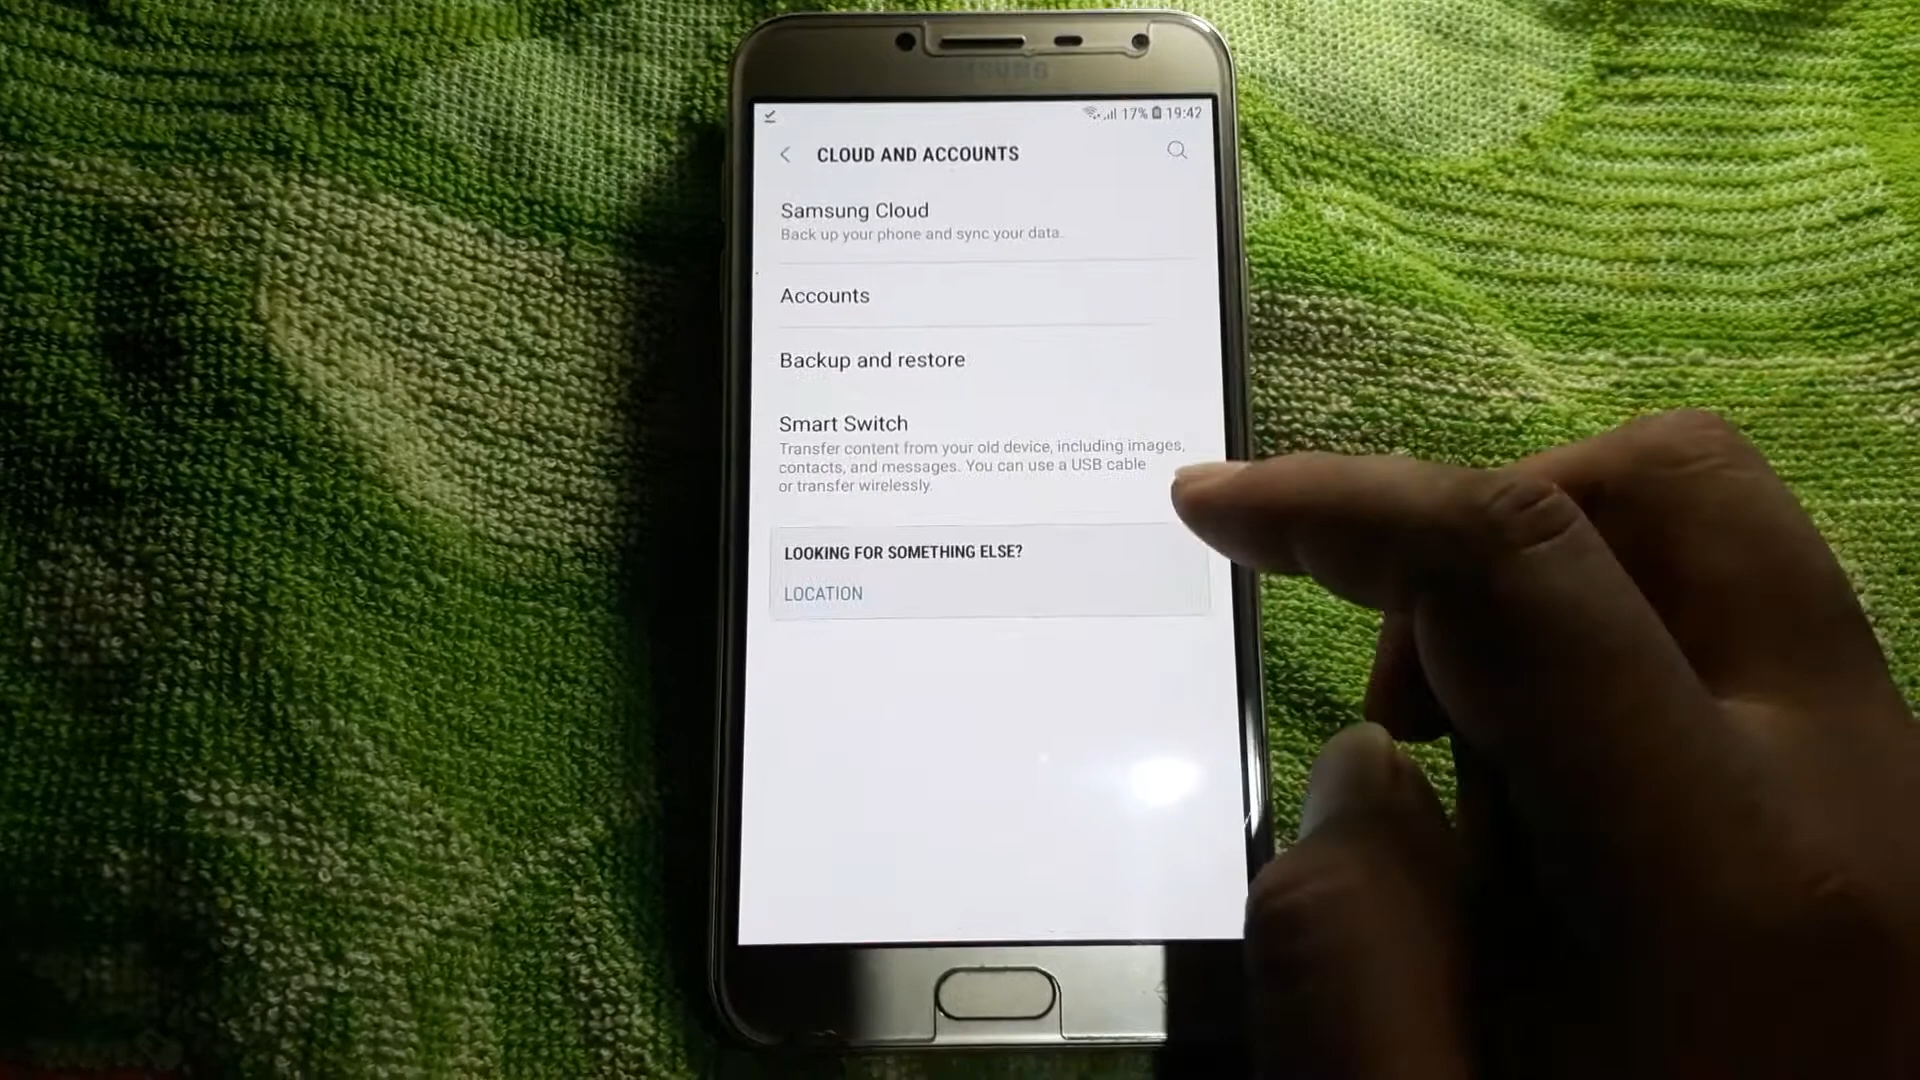 SAMSUNG
17% 19:42
CLOUD AND ACCOUNTS
Samsung Cloud
Back up your phone and sync your data.
Accounts
Backup and restore
Smart Switch
Transfer content from your old device, including images,
contacts, and messages. You can use a USB cable
or transfer wirelessly.
LOOKING FOR SOMETHING ELSE?
LOCATION